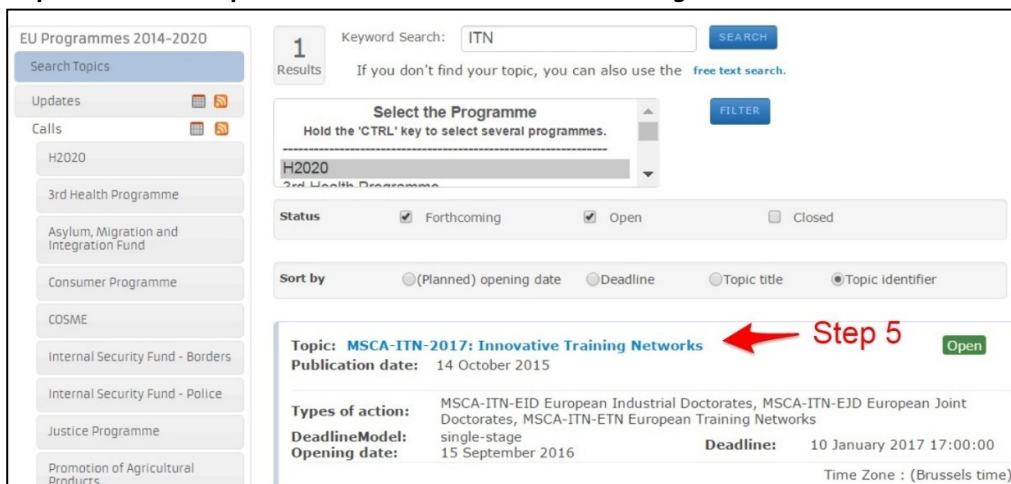 EU Programmes 2014-2020
Search Topics
Updates
Calls
H2020
3rd Health Programme
Asylum, Migration and
Integration Fund
Consumer Programme
COSME
Internal Security Fund - Borders
Internal Security Fund - Police
Justice Programme
Promotion of Agricultural
Products
1
Results
Keyword Search: ITN SEARCH
If you don't find your topic, you can also use the free text search.
Select the Programme
Hold the 'CTRL' key to select several programmes.
H2020
3rd Health Programme
FILTER
Status Forthcoming Open Closed
Sort by (Planned) opening date Deadline Topic title Topic identifier
Topic: MSCA-ITN-2017: Innovative Training Networks
Step 5
Open
Publication date: 14 October 2015
Types of action: MSCA-ITN-EID European Industrial Doctorates, MSCA-ITN-EJD European Joint
Doctorates, MSCA-ITN-ETN European Training Networks
DeadlineModel: single-stage
Opening date: 15 September 2016
Deadline: 10 January 2017 17:00:00
Time Zone : (Brussels time)